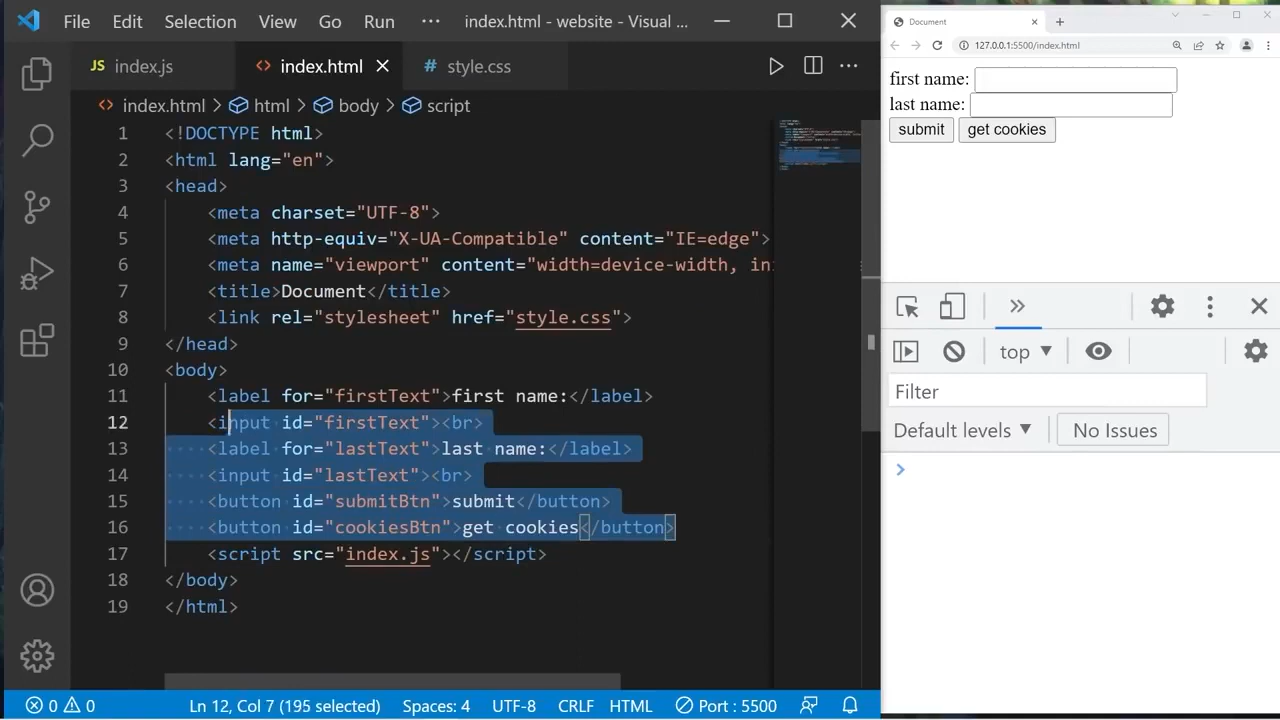 File Edit Selection View Go Run ··· index.html - website - Visual ...
JS index.js <> index.html # style.css ···
<> index.html > html > body > script
1 <!DOCTYPE html>
2 <html lang="en">
3 <head>
4 <meta charset="UTF-8">
5 <meta http-equiv="X-UA-Compatible" content="IE=edge">
6 <meta name="viewport" content="width=device-width, in
7 <title>Document</title>
8 <link rel="stylesheet" href="style.css">
9 </head>
10 <body>
11 <label for="firstText">first name:</label>
12 <input id="firstText"><br>
13 <label for="lastText">last name:</label>
14 <input id="lastText"><br>
15 <button id="submitBtn">submit</button>
16 <button id="cookiesBtn">get cookies</button>
17 <script src="index.js"></script>
18 </body>
19 </html>
0 0 Ln 12, Col 7 (195 selected) Spaces: 4 UTF-8 CRLF HTML Port : 5500
Document
127.0.0.1:5500/index.html
first name:
last name:
submit get cookies
top
Filter
Default levels No Issues